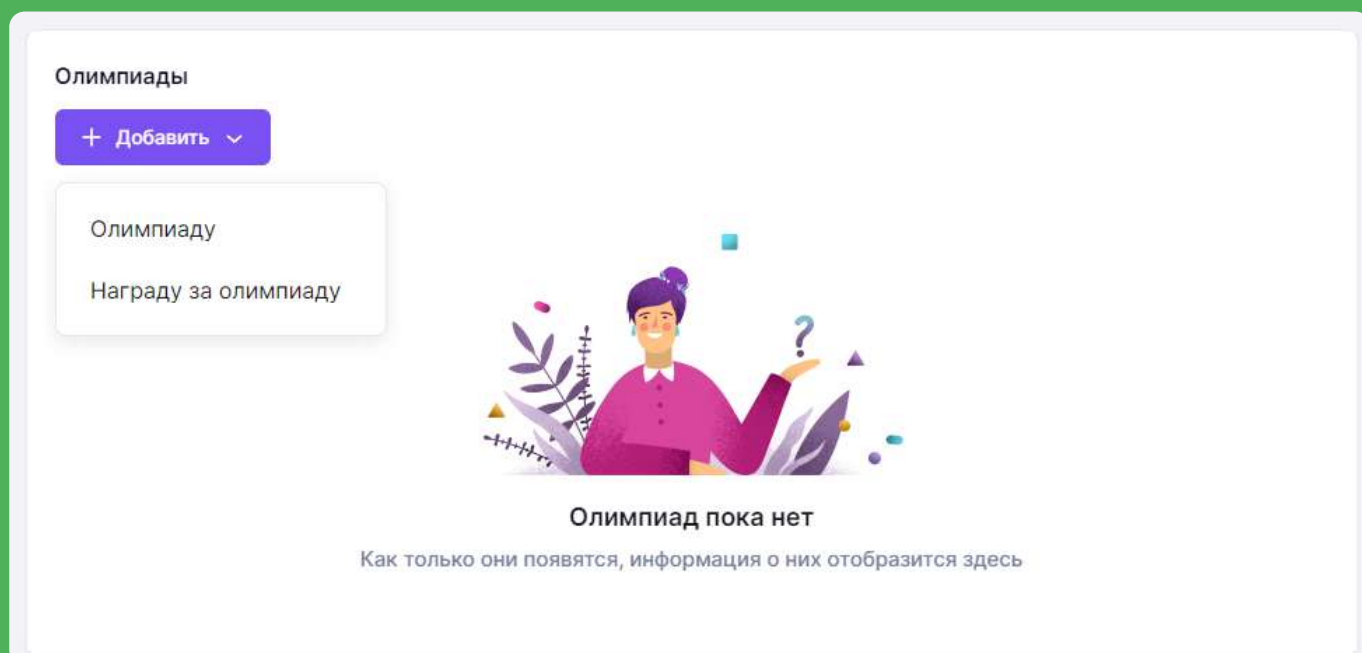 Олимпиады
+ Добавить
Олимпиаду
Награду за олимпиаду
?
Олимпиад пока нет
Как только они появятся, информация о них отобразится здесь